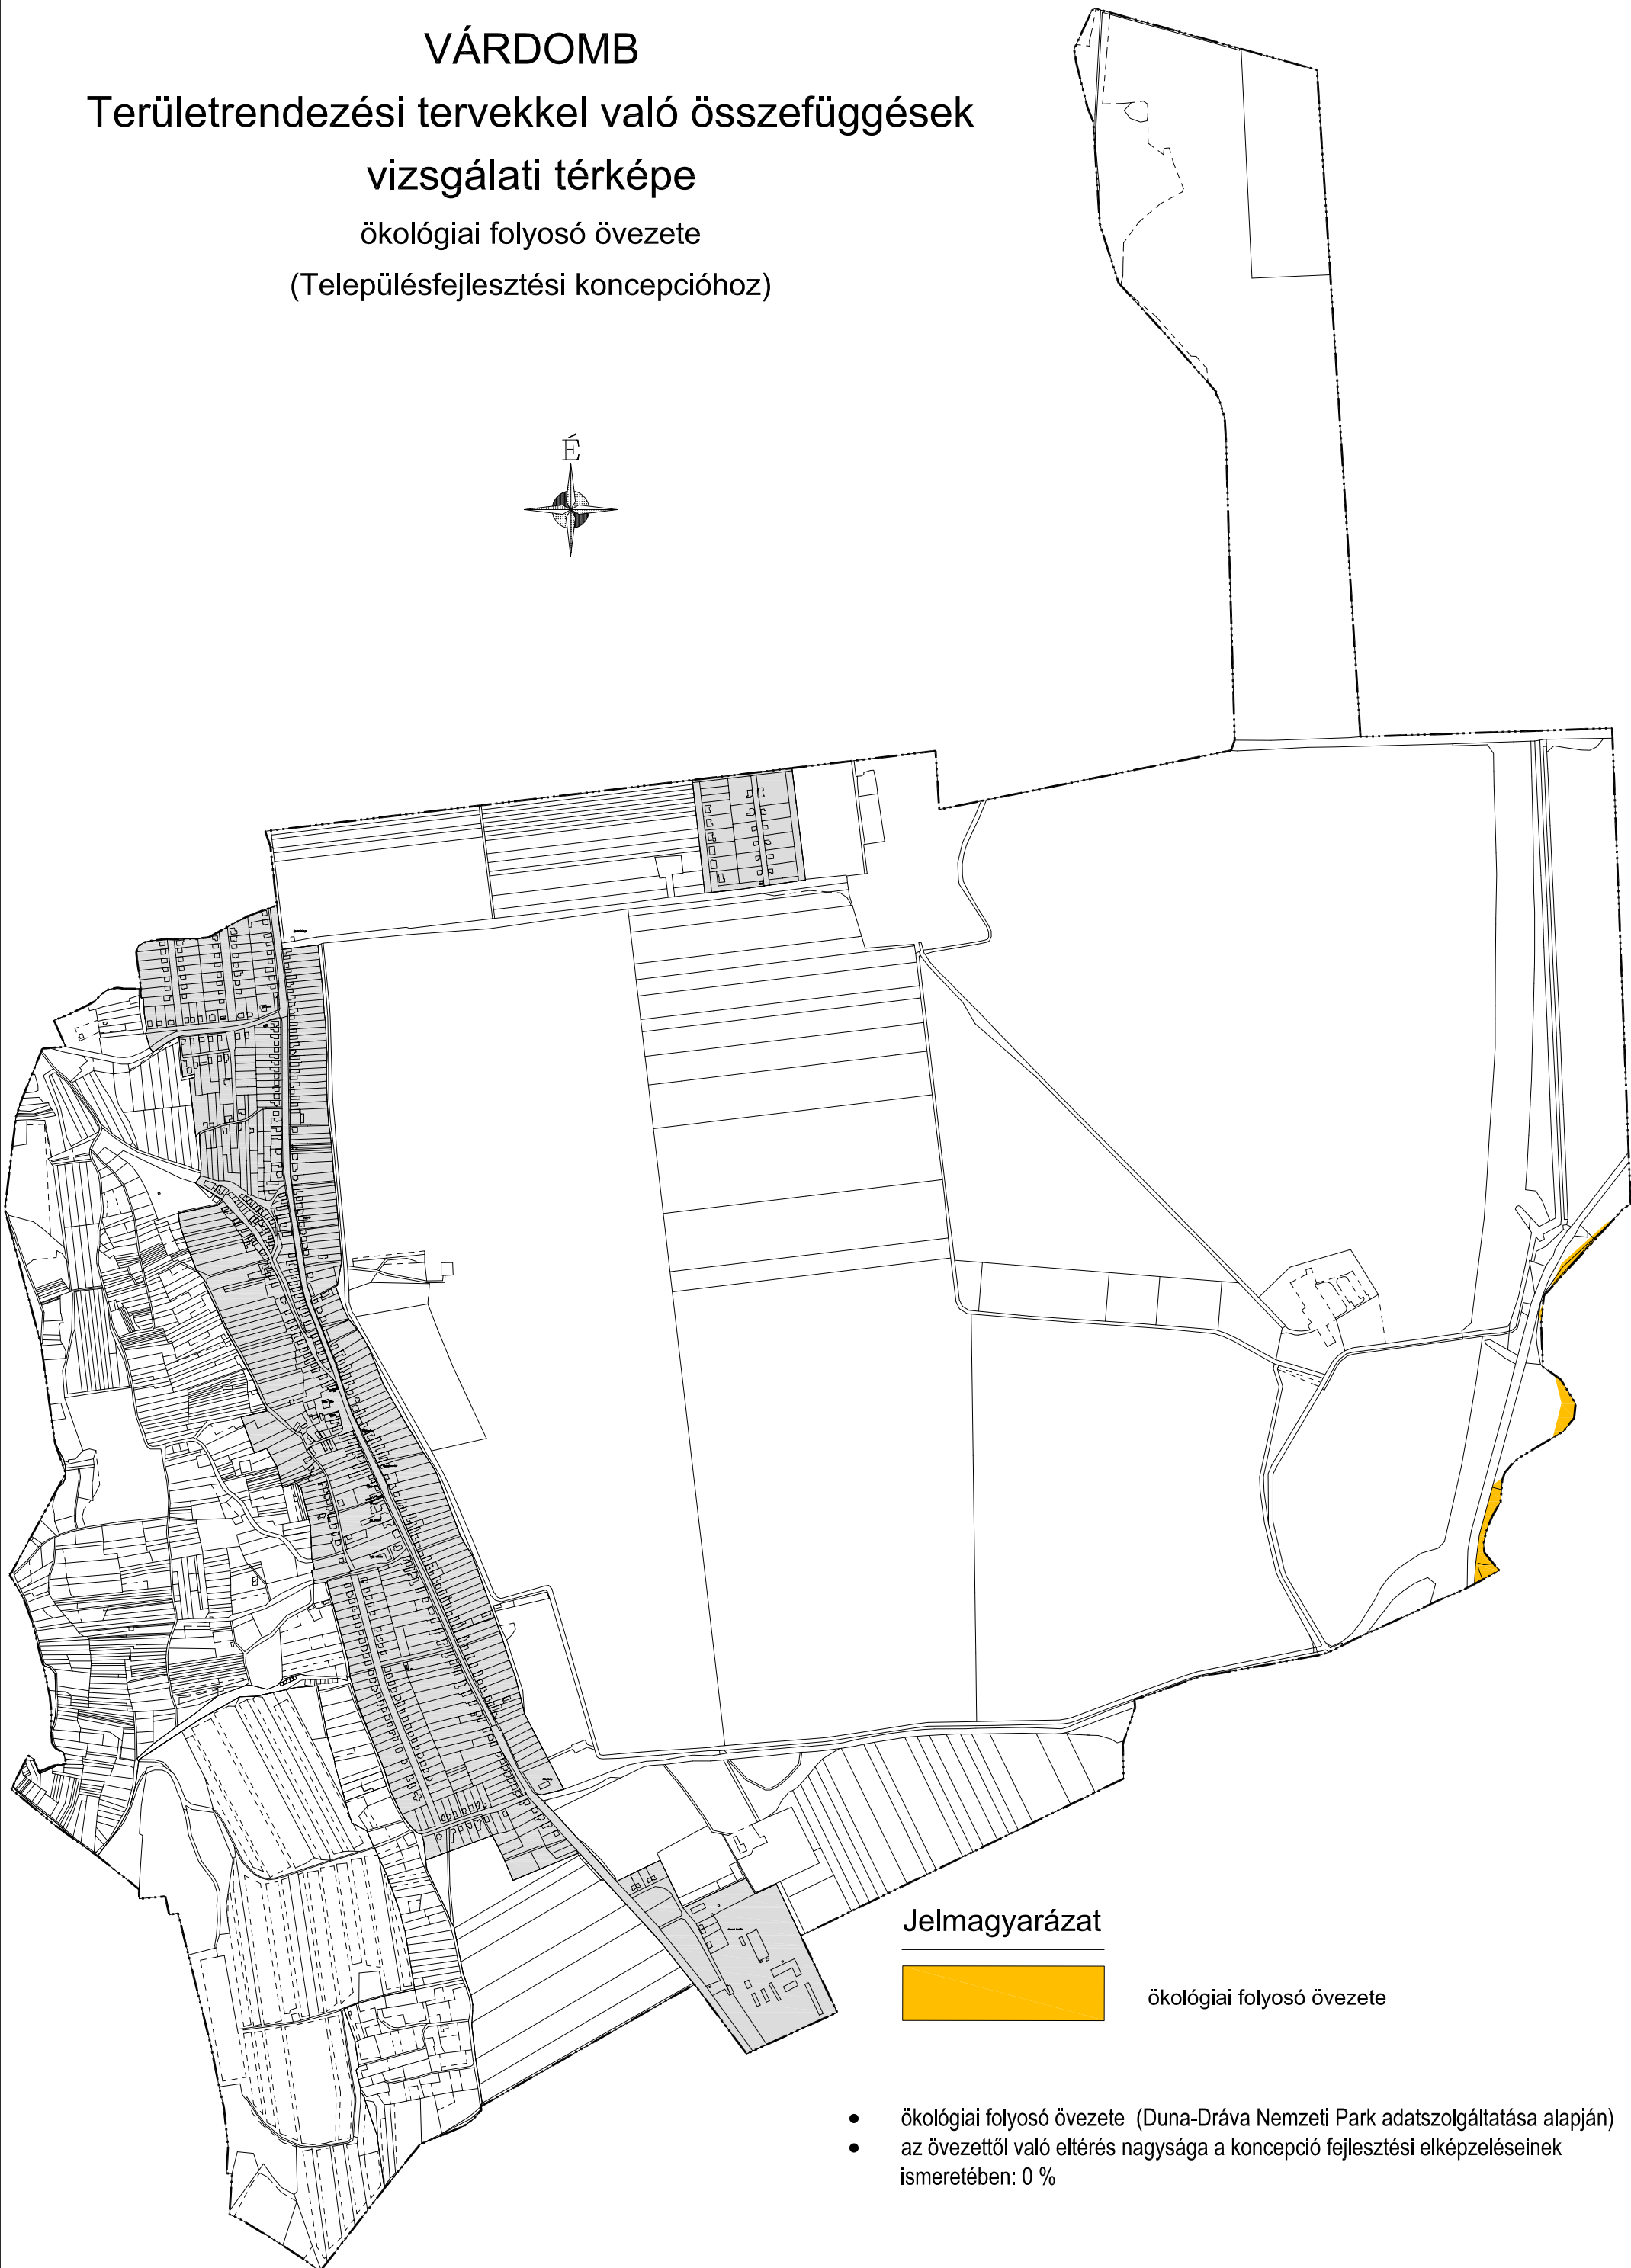 VÁRDOMB
Területrendezési tervekkel való összefüggések
vizsgálati térképe
ökológiai folyosó övezete
(Településfejlesztési koncepcióhoz)
É
Jelmagyarázat
ökológiai folyosó övezete
• ökológiai folyosó övezete (Duna-Dráva Nemzeti Park adatszolgáltatása alapján)
• az övezettől való eltérés nagysága a koncepció fejlesztési elképzeléseinek
ismeretében: 0 %